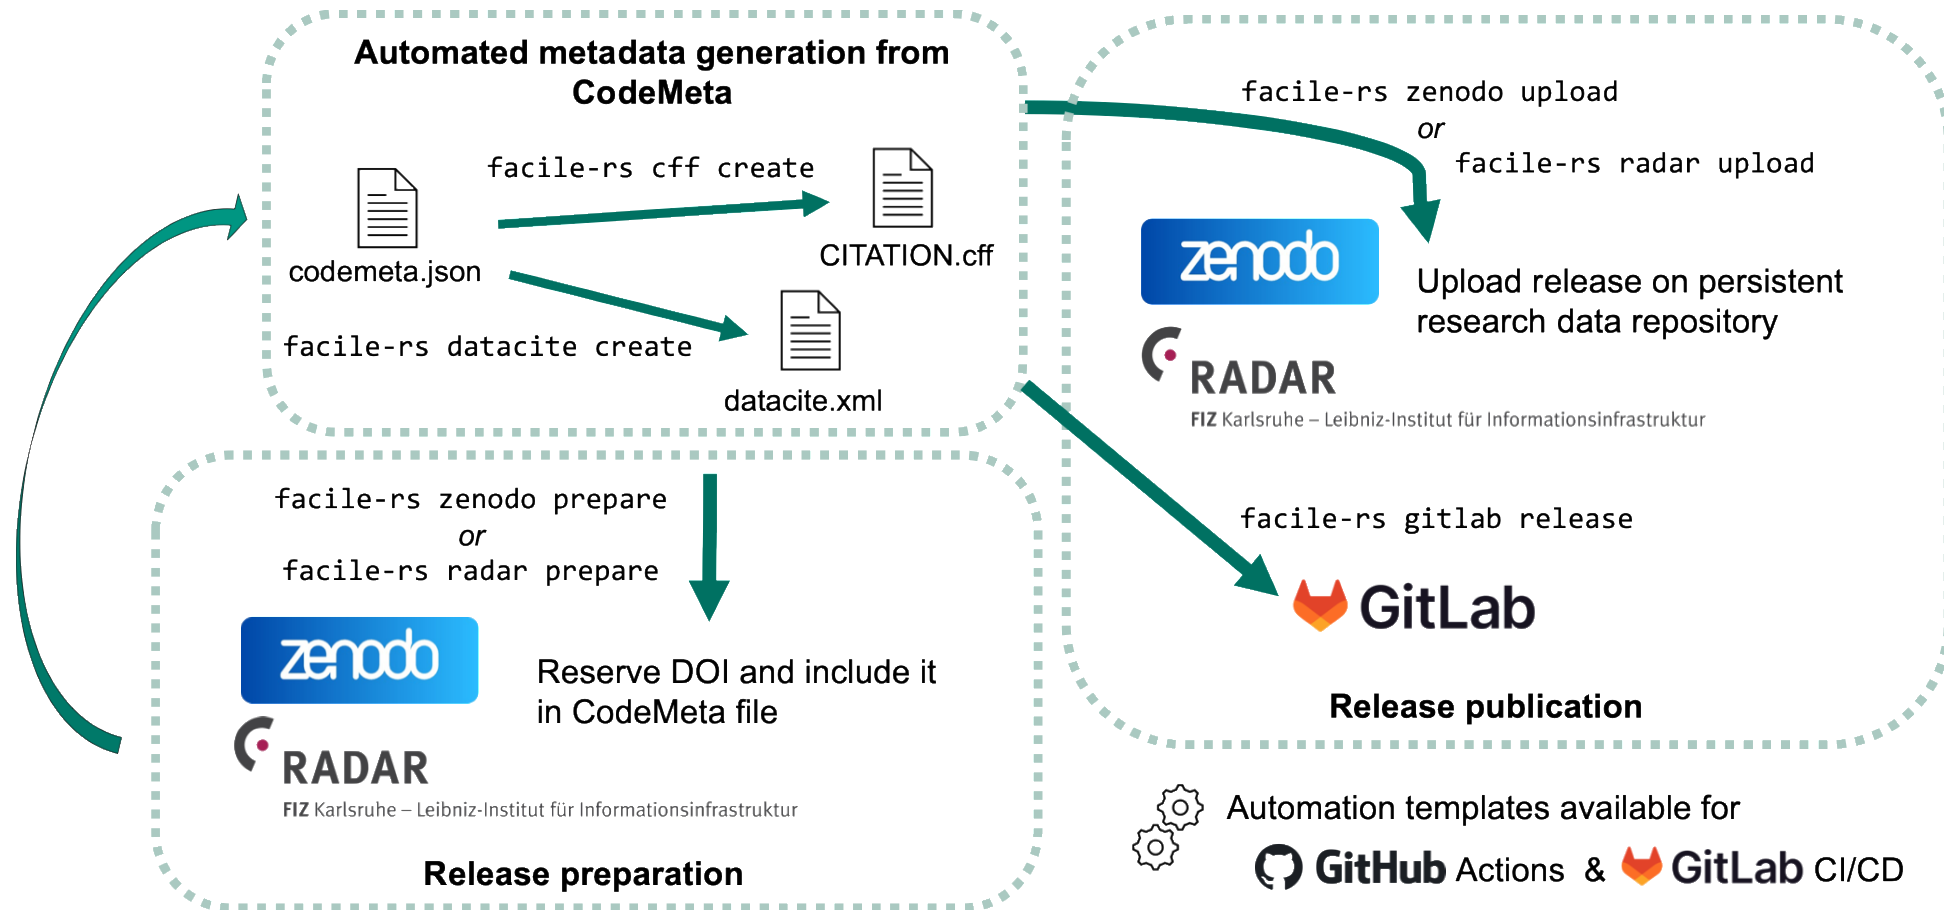 Automated metadata generation from
CodeMeta
facile-rs cff create
codemeta.json
CITATION.cff
facile-rs datacite create
datacite.xml
facile-rs zenodo prepare
or
facile-rs radar prepare
zenodo
Reserve DOI and include it
in CodeMeta file
RADAR
FIZ Karlsruhe – Leibniz-Institut für Informationsinfrastruktur
Release preparation
facile-rs zenodo upload
or
facile-rs radar upload
zenodo
Upload release on persistent
research data repository
RADAR
FIZ Karlsruhe – Leibniz-Institut für Informationsinfrastruktur
facile-rs gitlab release
GitLab
Release publication
Automation templates available for
GitHub Actions & GitLab CI/CD